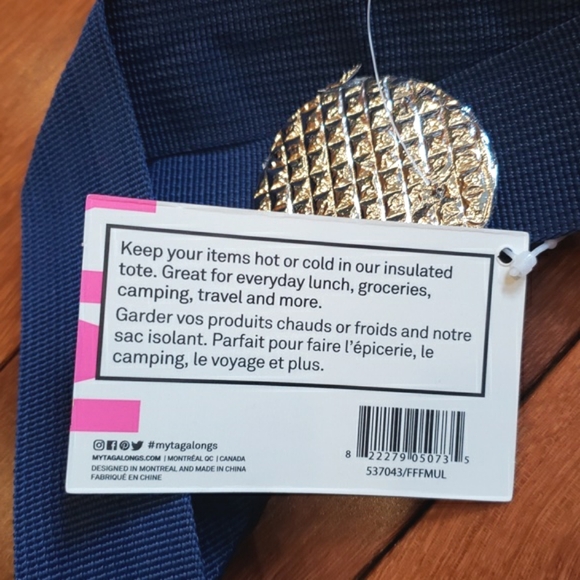 Keep your items hot or cold in our insulated
tote. Great for everyday lunch, groceries,
camping, travel and more.
Garder vos produits chauds or froids and notre
sac isolant. Parfait pour faire l'épicerie, le
camping, le voyage et plus.
#mytagalongs
MYTAGALONGS.COM | MONTRÉAL QC | CANADA
DESIGNED IN MONTREAL AND MADE IN CHINA
FABRIQUÉ EN CHINE
8 22279 05073 5
537043/FFFMUL